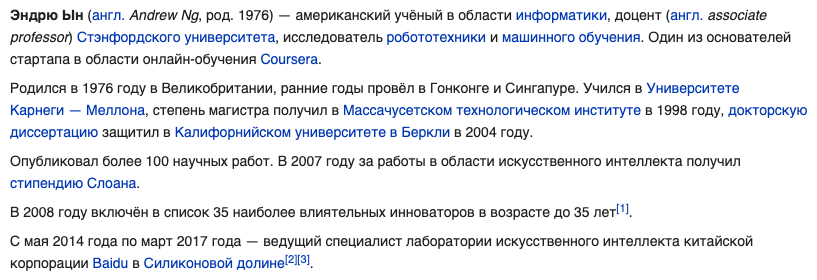 Эндрю Ын (англ. Andrew Ng, род. 1976) — американский учёный в области информатики, доцент (англ. associate
professor) Стэнфордского университета, исследователь робототехники и машинного обучения. Один из основателей
стартапа в области онлайн-обучения Coursera.
Родился в 1976 году в Великобритании, ранние годы провёл в Гонконге и Сингапуре. Учился в Университете
Карнеги — Меллона, степень магистра получил в Массачусетском технологическом институте в 1998 году, докторскую
диссертацию защитил в Калифорнийском университете в Беркли в 2004 году.
Опубликовал более 100 научных работ. В 2007 году за работы в области искусственного интеллекта получил
стипендию Слоана.
В 2008 году включён в список 35 наиболее влиятельных инноваторов в возрасте до 35 лет[1].
С мая 2014 года по март 2017 года — ведущий специалист лаборатории искусственного интеллекта китайской
корпорации Baidu в Силиконовой долине[2][3].